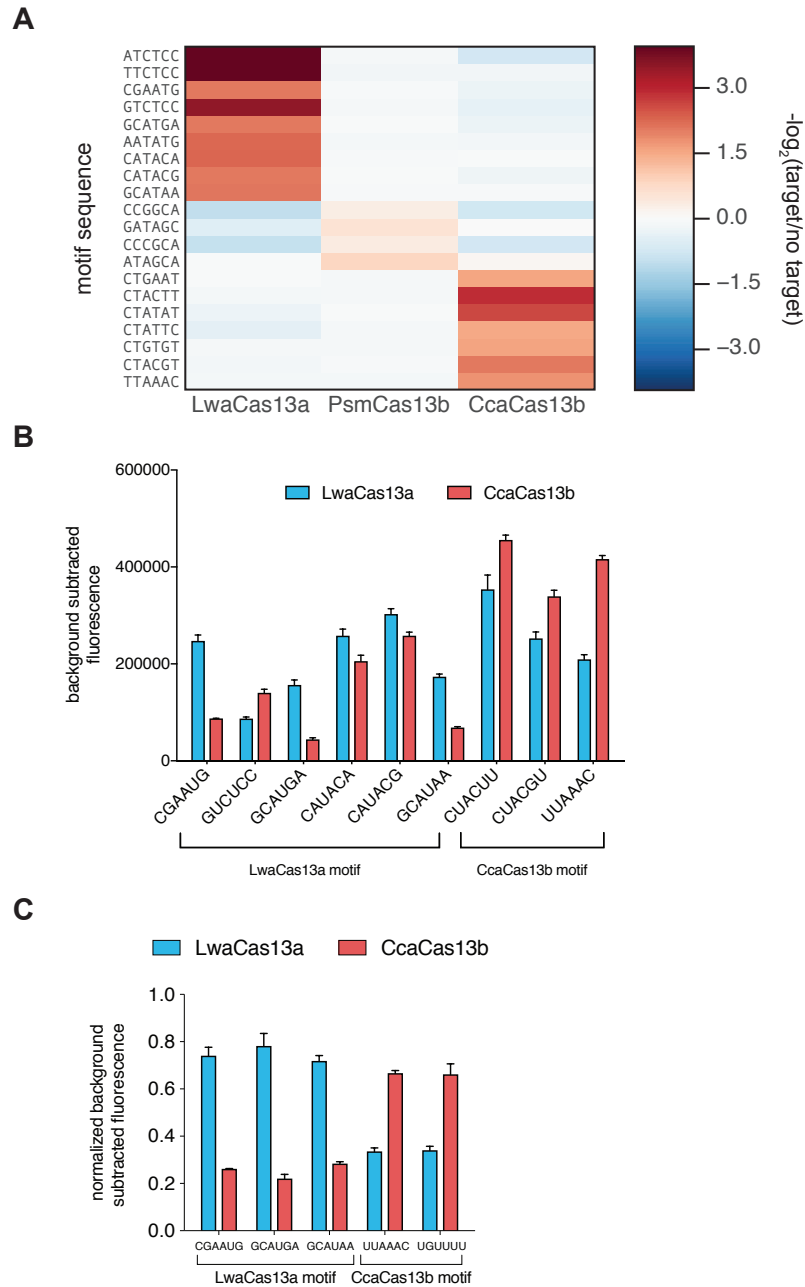 A
ATCTCC
TTCTCC
CGAATG
GTCTCC
GCATGA
AATATG
CATACA
CATACG
GCATAA
CCGGCA
GATAGC
CCCGCA
ATAGCA
CTGAAT
CTACTT
CTATAT
CTATTC
CTGTGT
CTACGT
TTAAAC
motif sequence
LwaCas13a PsmCas13b CcaCas13b
3.0
1.5
0.0
−1.5
−3.0
-log2(target/no target)
B
600000
400000
200000
0
background subtracted
fluorescence
LwaCas13a CcaCas13b
CGAAUG GUCUCC GCAUGA CAUACA CAUACG GCAUAA CUACUU CUACGU UUAAAC
LwaCas13a motif CcaCas13b motif
C
LwaCas13a CcaCas13b
1.0
0.8
0.6
0.4
0.2
0.0
normalized background
subtracted fluorescence
CGAAUG GCAUGA GCAUAA UUAAAC UGUUUU
LwaCas13a motif CcaCas13b motif